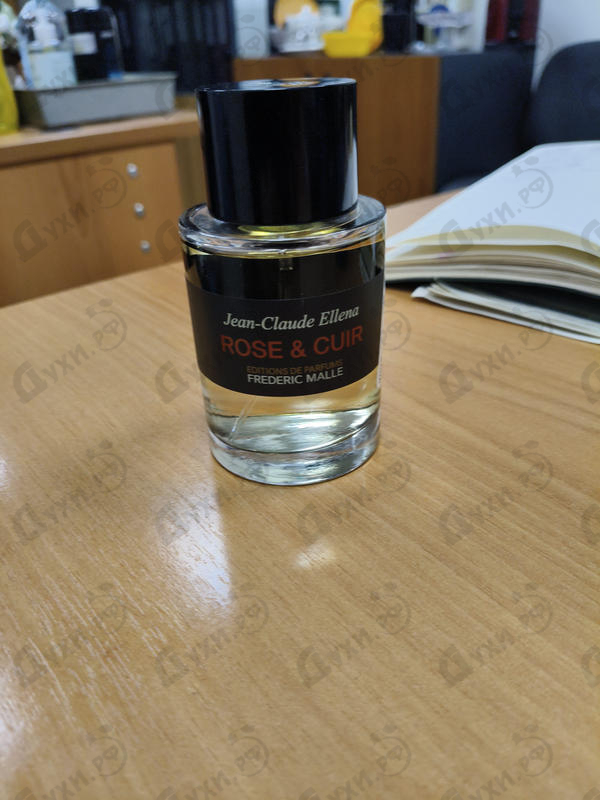 Jean-Claude Ellena
ROSE & CUIR
EDITIONS DE PARFUMS
FREDERIC MALLE
Духи.рф